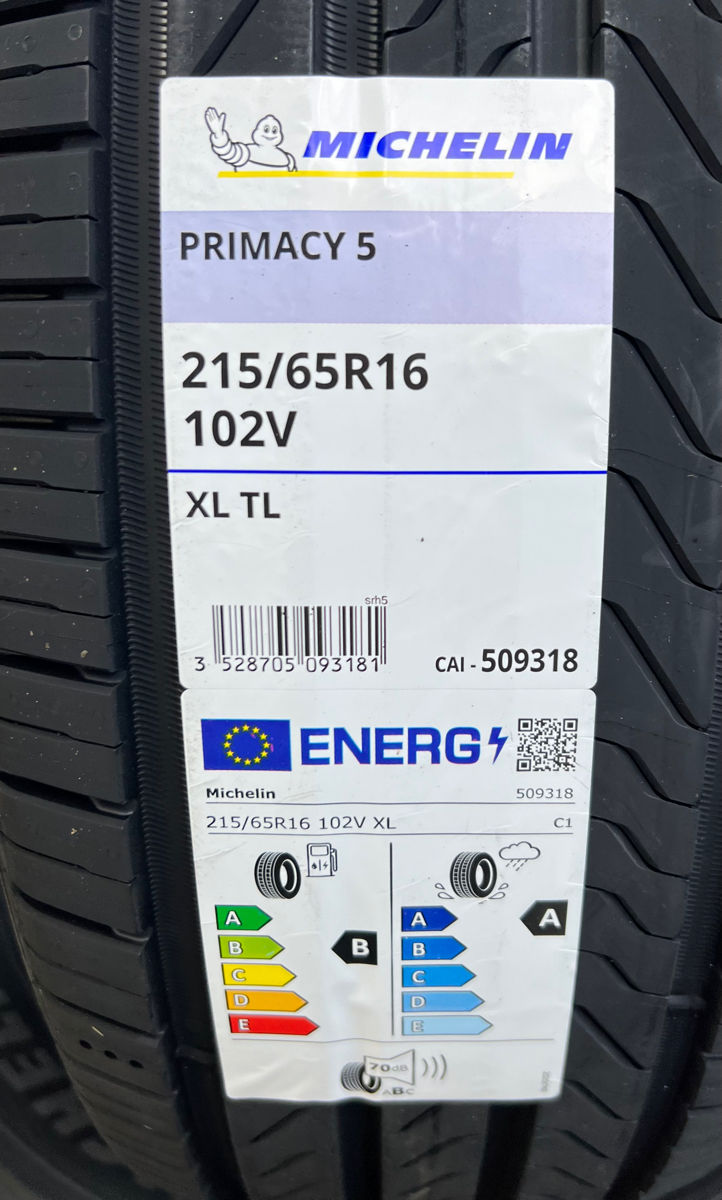 MICHELIN
PRIMACY 5
215/65R16
102V
XL TL
srh5
3 528705 093181
CAI - 509318
ENERG
Michelin 509318
215/65R16 102V XL C1
A A A
B B B
C C
D D
E E
70dB
ABC